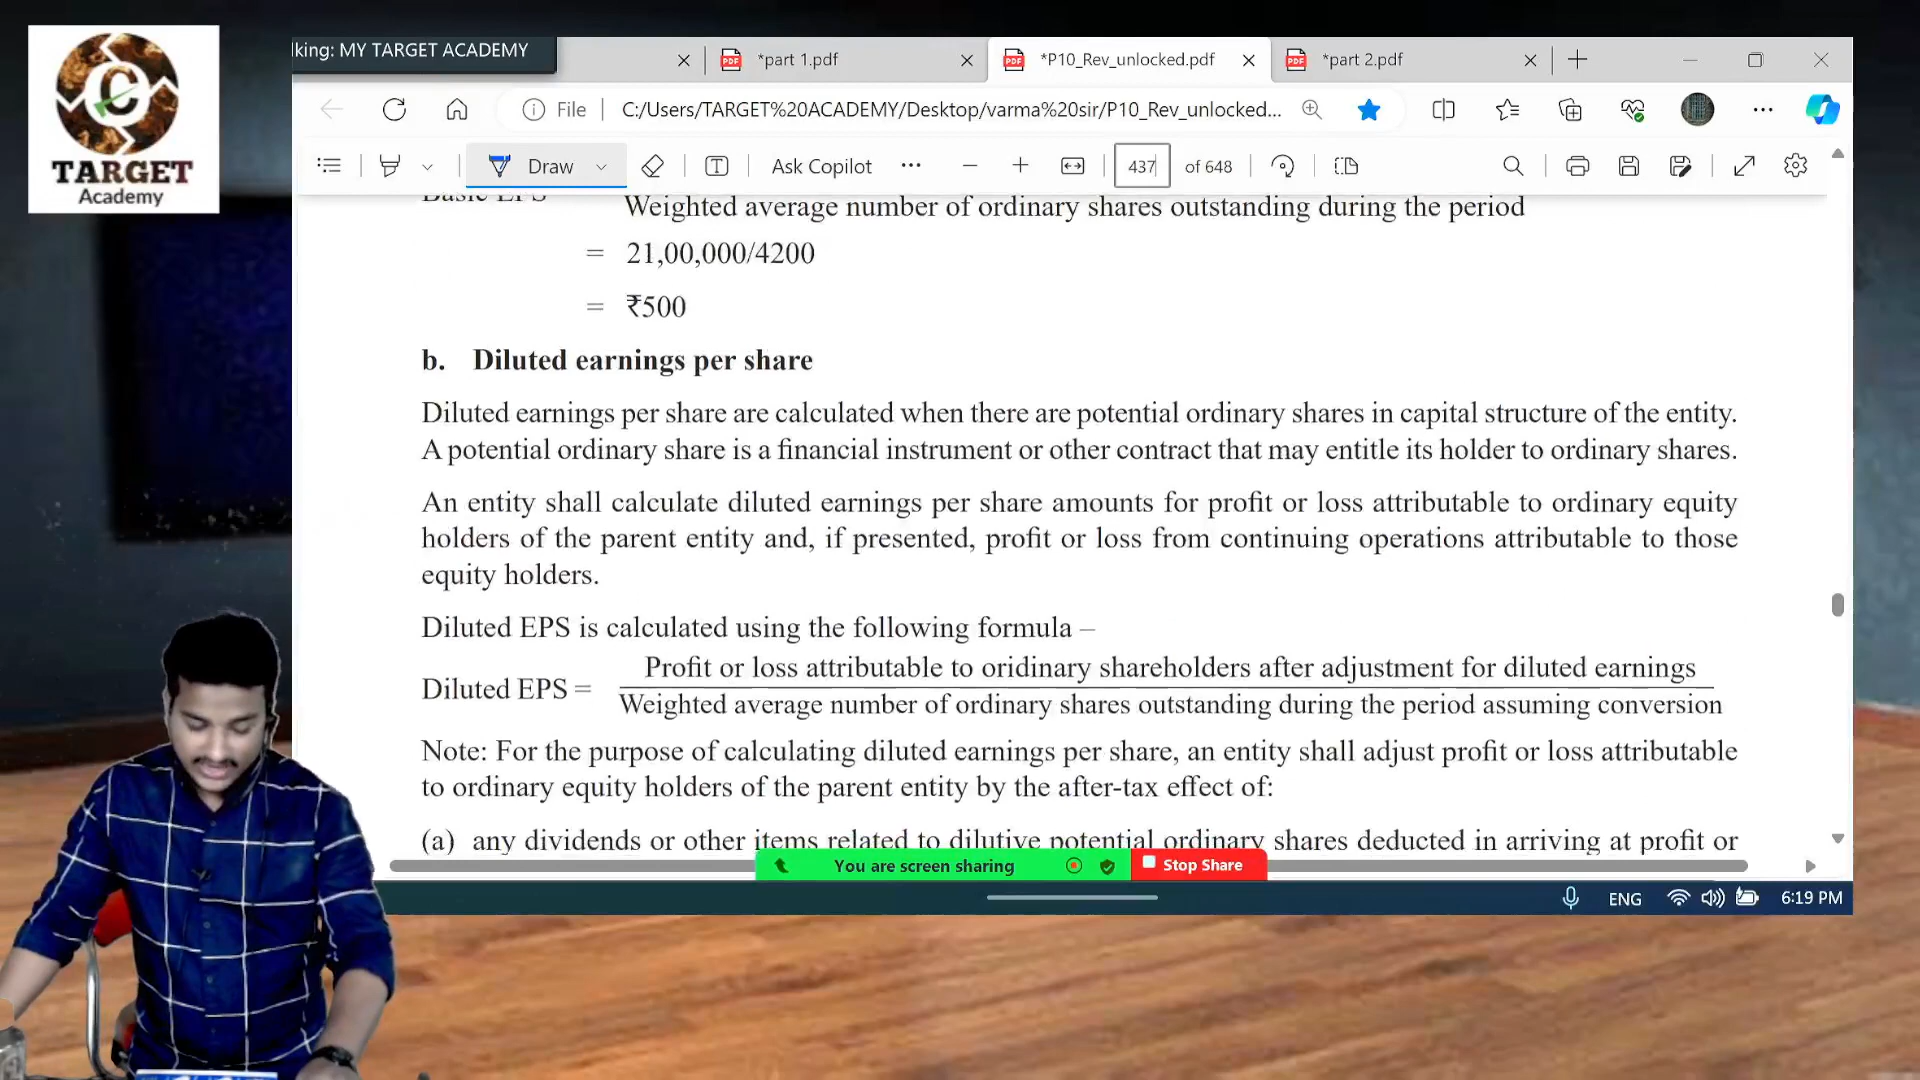 TARGET
Academy
lking: MY TARGET ACADEMY
*part 1.pdf
*P10_Rev_unlocked.pdf
*part 2.pdf
File
C:/Users/TARGET%20ACADEMY/Desktop/varma%20sir/P10_Rev_unlocked...
Draw
Ask Copilot
437 of 648
Basic EPS
Weighted average number of ordinary shares outstanding during the period
= 21,00,000/4200
= ₹500
b. Diluted earnings per share
Diluted earnings per share are calculated when there are potential ordinary shares in capital structure of the entity.
A potential ordinary share is a financial instrument or other contract that may entitle its holder to ordinary shares.
An entity shall calculate diluted earnings per share amounts for profit or loss attributable to ordinary equity
holders of the parent entity and, if presented, profit or loss from continuing operations attributable to those
equity holders.
Diluted EPS is calculated using the following formula –
Profit or loss attributable to oridinary shareholders after adjustment for diluted earnings
Diluted EPS =
Weighted average number of ordinary shares outstanding during the period assuming conversion
Note: For the purpose of calculating diluted earnings per share, an entity shall adjust profit or loss attributable
to ordinary equity holders of the parent entity by the after-tax effect of:
(a) any dividends or other items related to dilutive potential ordinary shares deducted in arriving at profit or
You are screen sharing
Stop Share
ENG
6:19 PM